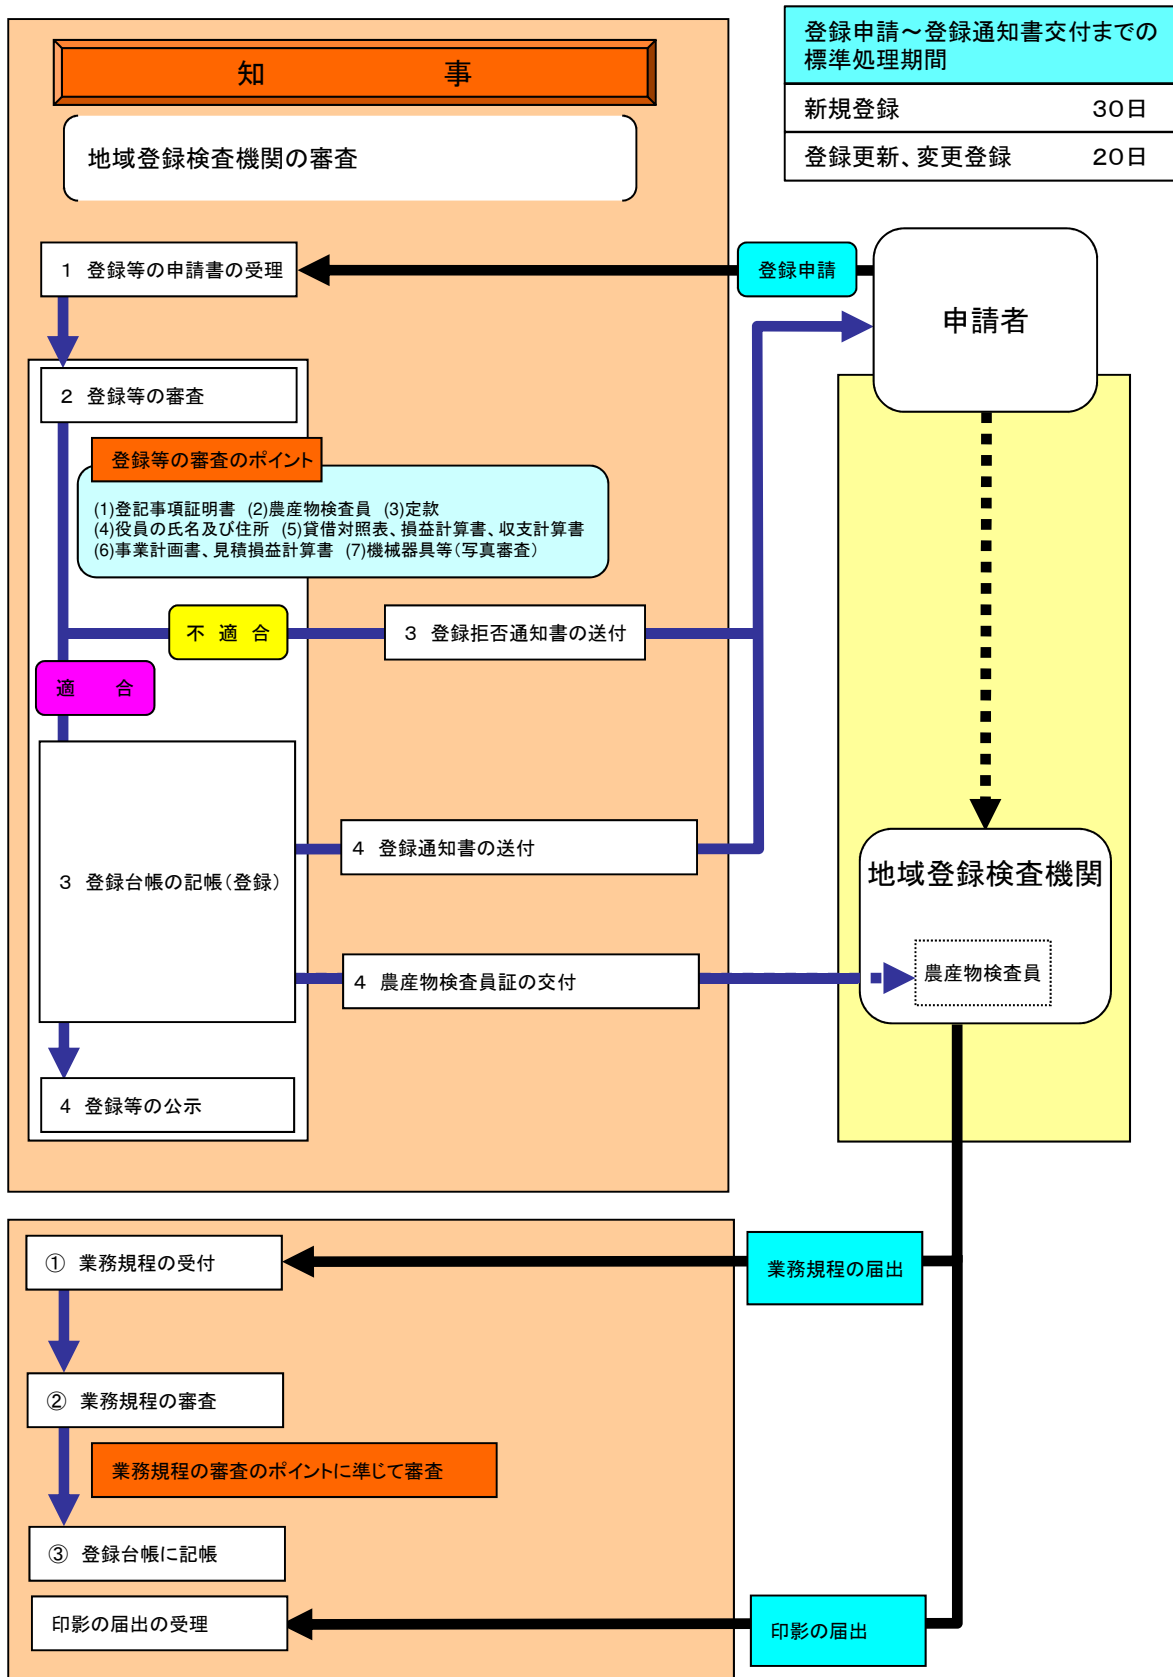 知　事
地域登録検査機関の審査
登録申請～登録通知書交付までの
標準処理期間
新規登録　30日
登録更新、変更登録　20日
1 登録等の申請書の受理
登録申請
申請者
2 登録等の審査
登録等の審査のポイント
(1)登記事項証明書 (2)農産物検査員 (3)定款
(4)役員の氏名及び住所 (5)貸借対照表、損益計算書、収支計算書
(6)事業計画書、見積損益計算書 (7)機械器具等(写真審査)
不 適 合
3 登録拒否通知書の送付
適　合
3 登録台帳の記帳(登録)
4 登録通知書の送付
地域登録検査機関
4 農産物検査員証の交付
農産物検査員
4 登録等の公示
① 業務規程の受付
業務規程の届出
② 業務規程の審査
業務規程の審査のポイントに準じて審査
③ 登録台帳に記帳
印影の届出の受理
印影の届出